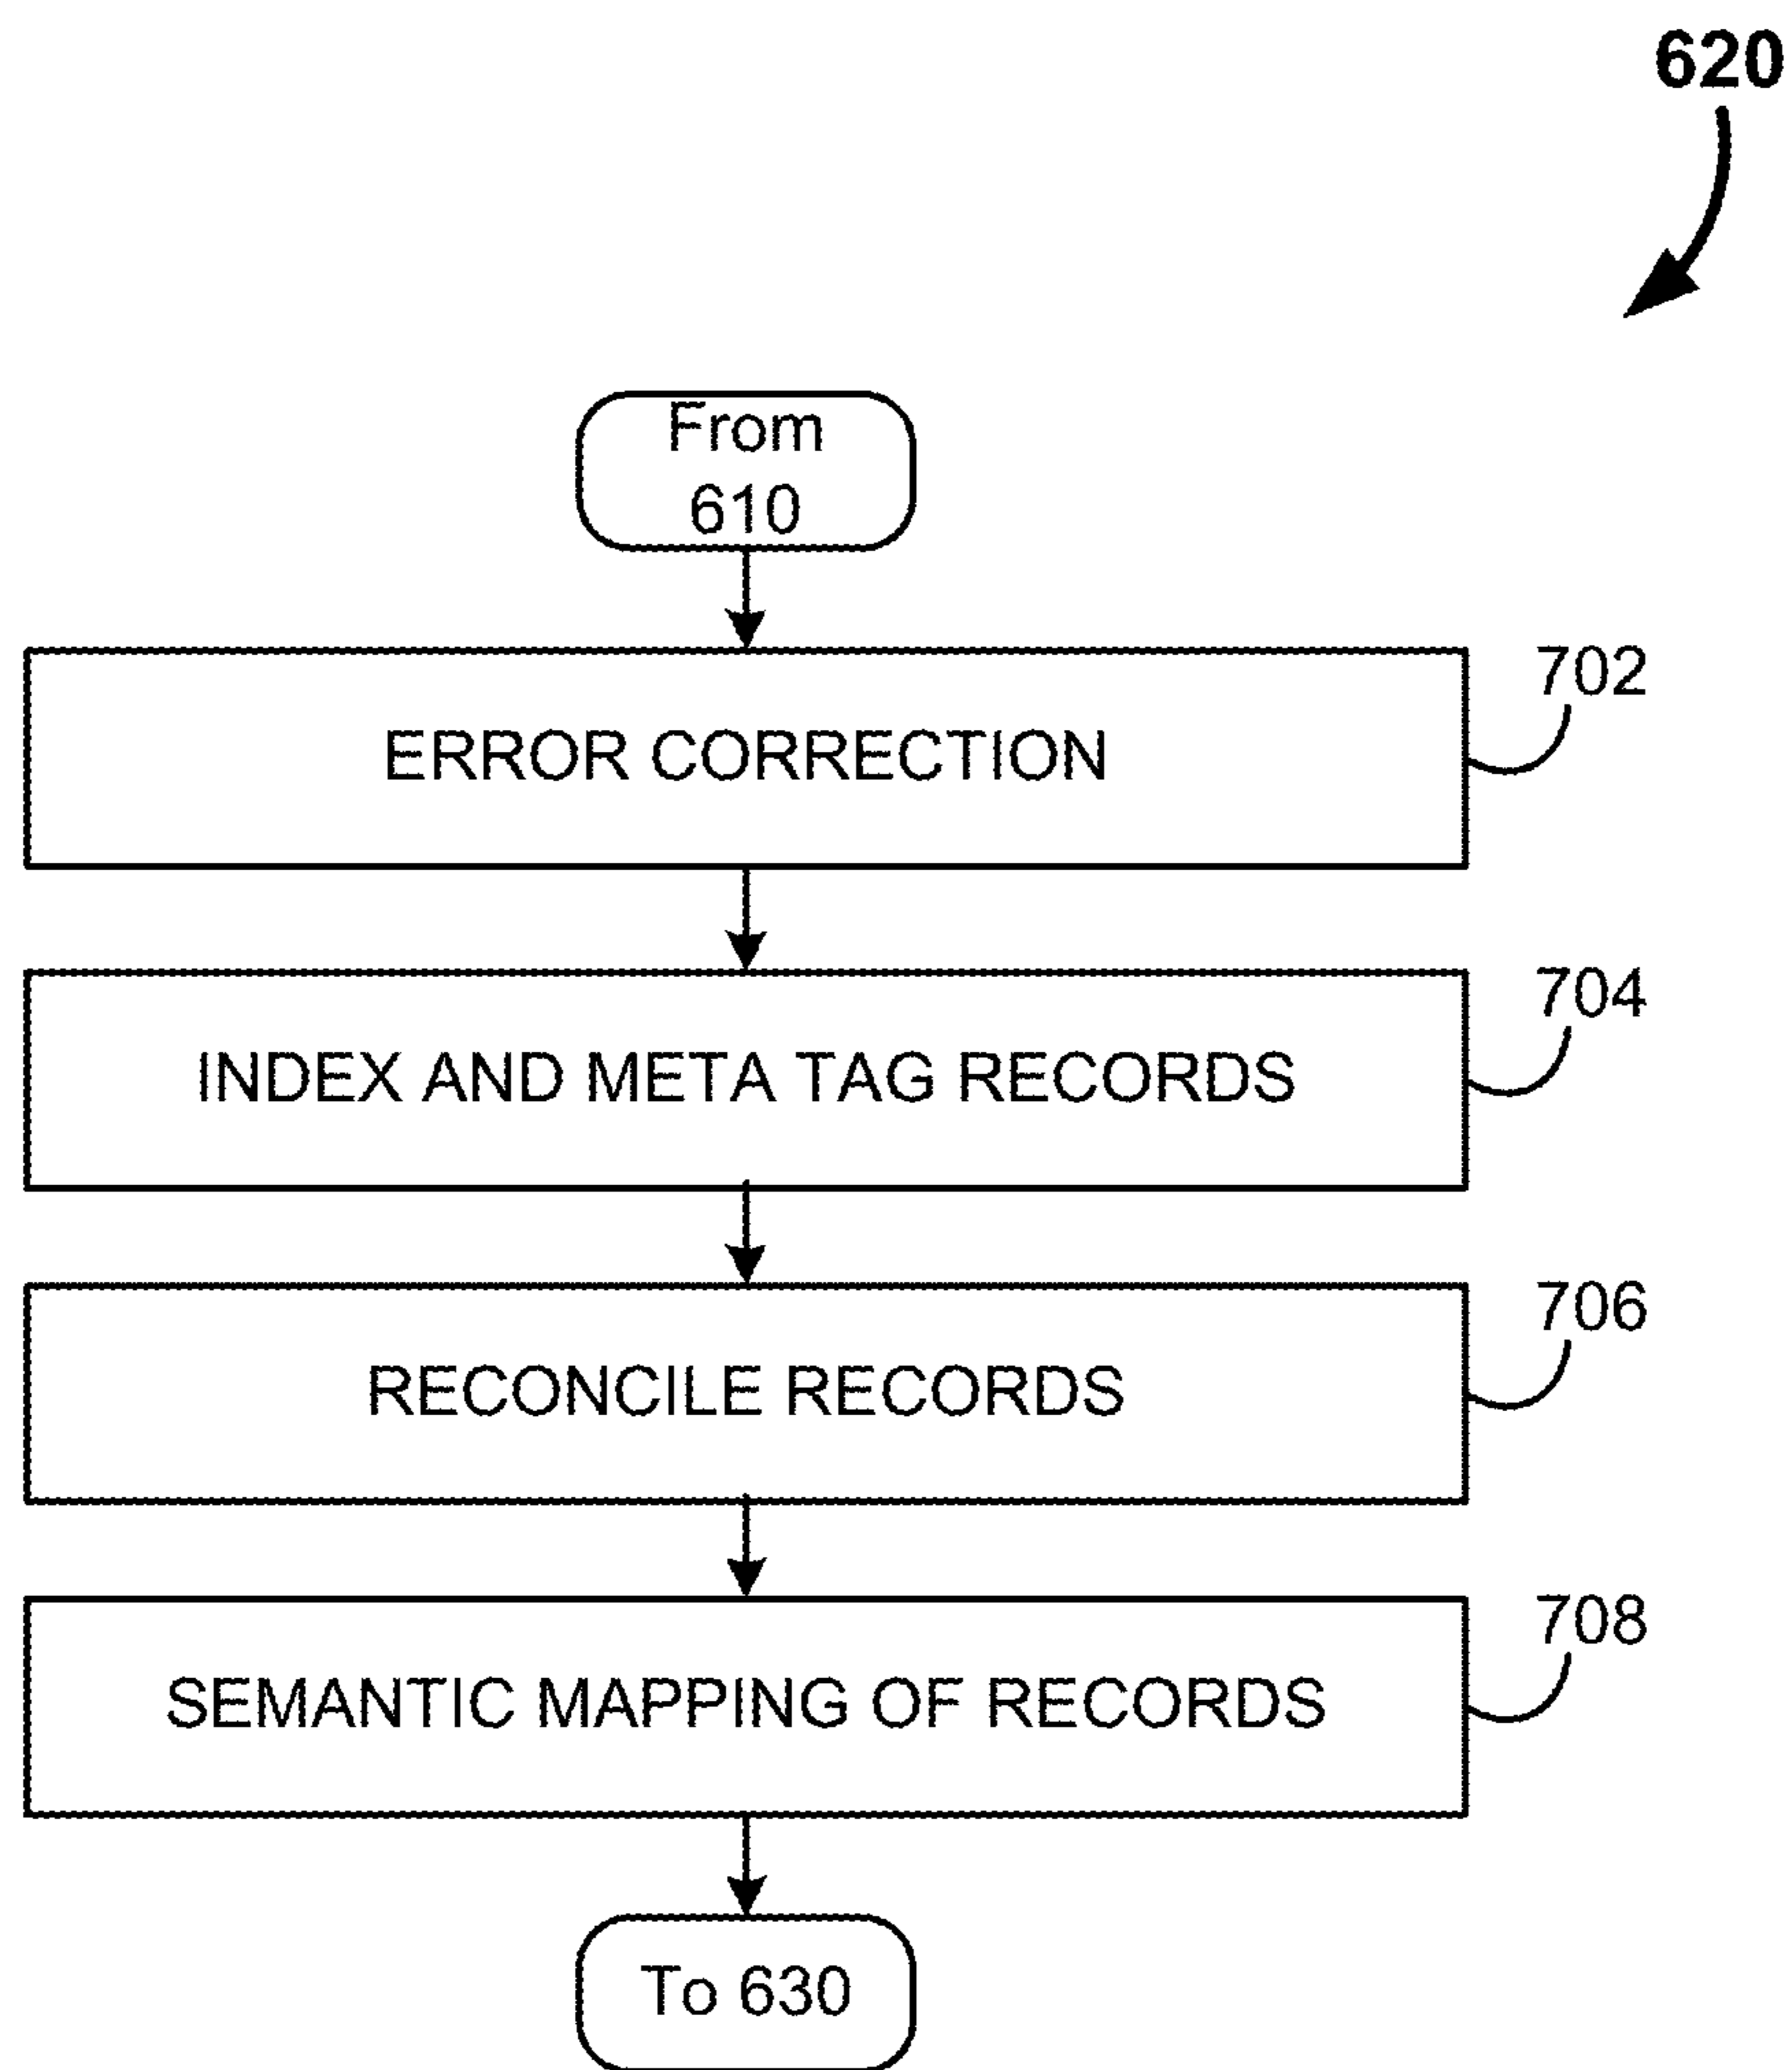 620
From
610
702
ERROR CORRECTION
704
INDEX AND META TAG RECORDS
706
RECONCILE RECORDS
708
SEMANTIC MAPPING OF RECORDS
To 630